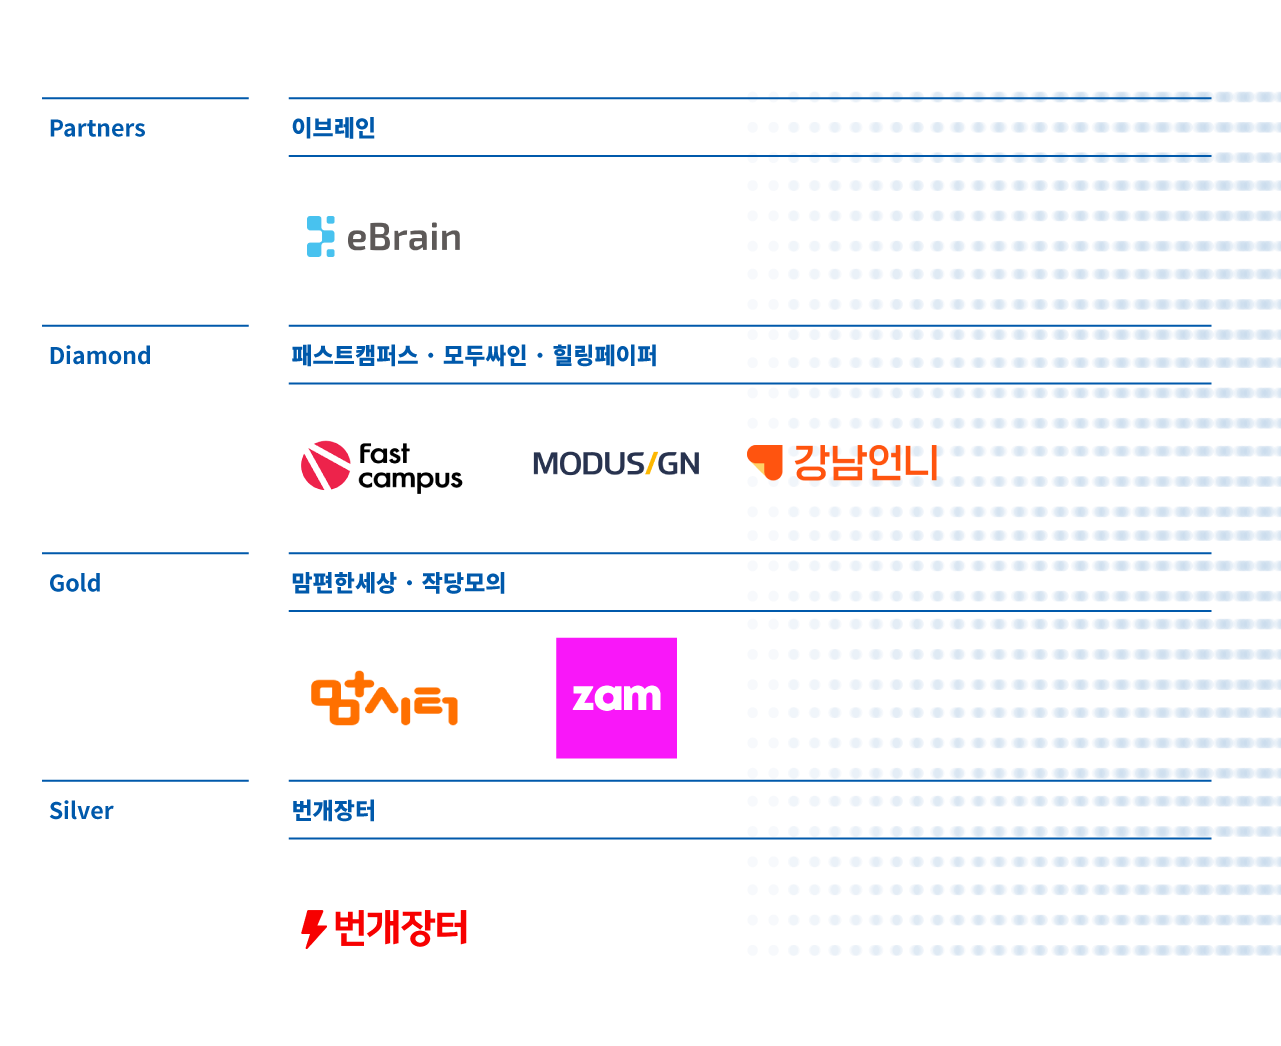 Partners
이브레인
eBrain
Diamond
패스트캠퍼스 · 모두싸인 · 힐링페이퍼
Fast
campus
MODUSIGN
강남언니
Gold
맘편한세상 · 작당모의
맘시터
zam
Silver
번개장터
번개장터